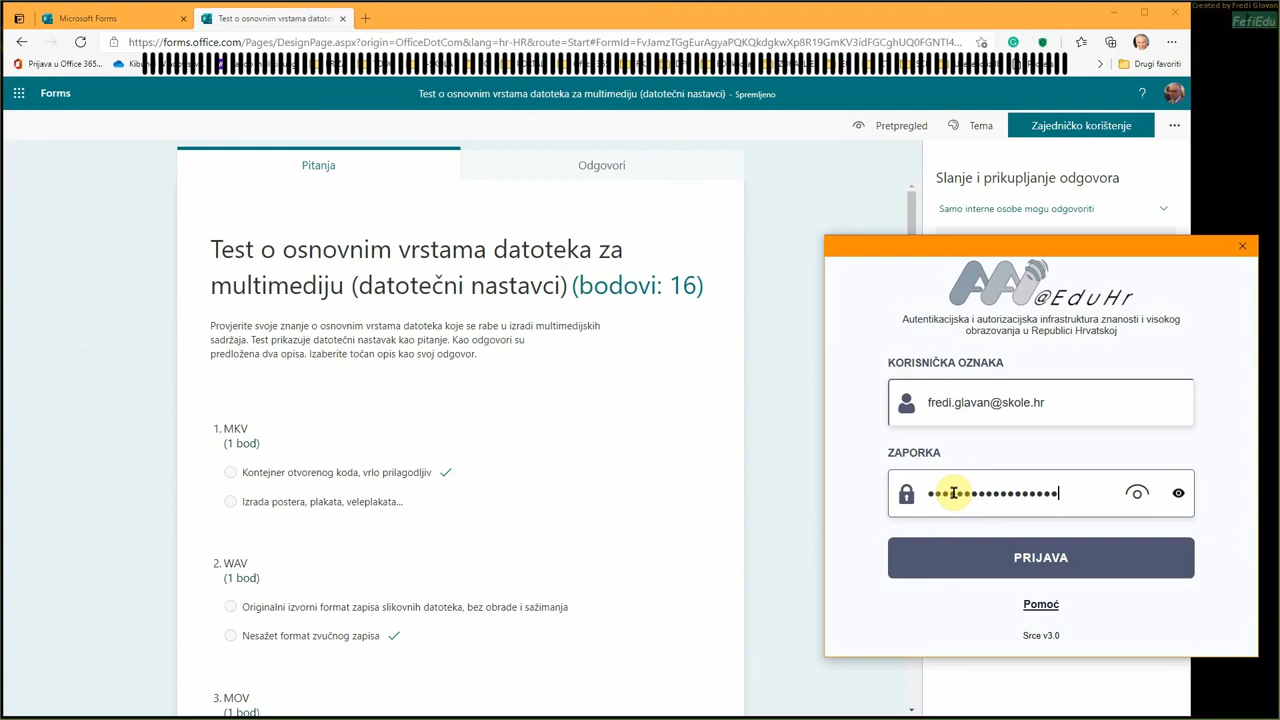 Created by Fredi Glavan
FefiEdu
Microsoft Forms
Test o osnovnim vrstama datotek
https://forms.office.com/Pages/DesignPage.aspx?origin=OfficeDotCom&lang=hr-HR&route=Start#FormId=FvJamzTGgEurAgyaPQKQkdgkwXp8R19GmKV3idFGCghUQ0FGNTI4...
Prijava u Office 365...
Drugi favoriti
Forms
Test o osnovnim vrstama datoteka za multimediju (datotečni nastavci) - Spremljeno
?
Pretpregled
Tema
Zajedničko korištenje
Pitanja
Odgovori
Slanje i prikupljanje odgovora
Samo interne osobe mogu odgovoriti
Test o osnovnim vrstama datoteka za
multimediju (datotečni nastavci) (bodovi: 16)
Provjerite svoje znanje o osnovnim vrstama datoteka koje se rabe u izradi multimedijskih
sadržaja. Test prikazuje datotečni nastavak kao pitanje. Kao odgovori su
predložena dva opisa. Izaberite točan opis kao svoj odgovor.
1. MKV
(1 bod)
Kontejner otvorenog koda, vrlo prilagodljiv
Izrada postera, plakata, veleplakata...
2. WAV
(1 bod)
Originalni izvorni format zapisa slikovnih datoteka, bez obrade i sažimanja
Nesažet format zvučnog zapisa
3. MOV
(1 bod)
AAI
@EduHr
Autentikacijska i autorizacijska infrastruktura znanosti i visokog
obrazovanja u Republici Hrvatskoj
KORISNIČKA OZNAKA
fredi.glavan@skole.hr
ZAPORKA
PRIJAVA
Pomoć
Srce v3.0